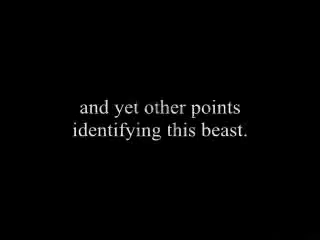 and yet other points
identifying this beast.